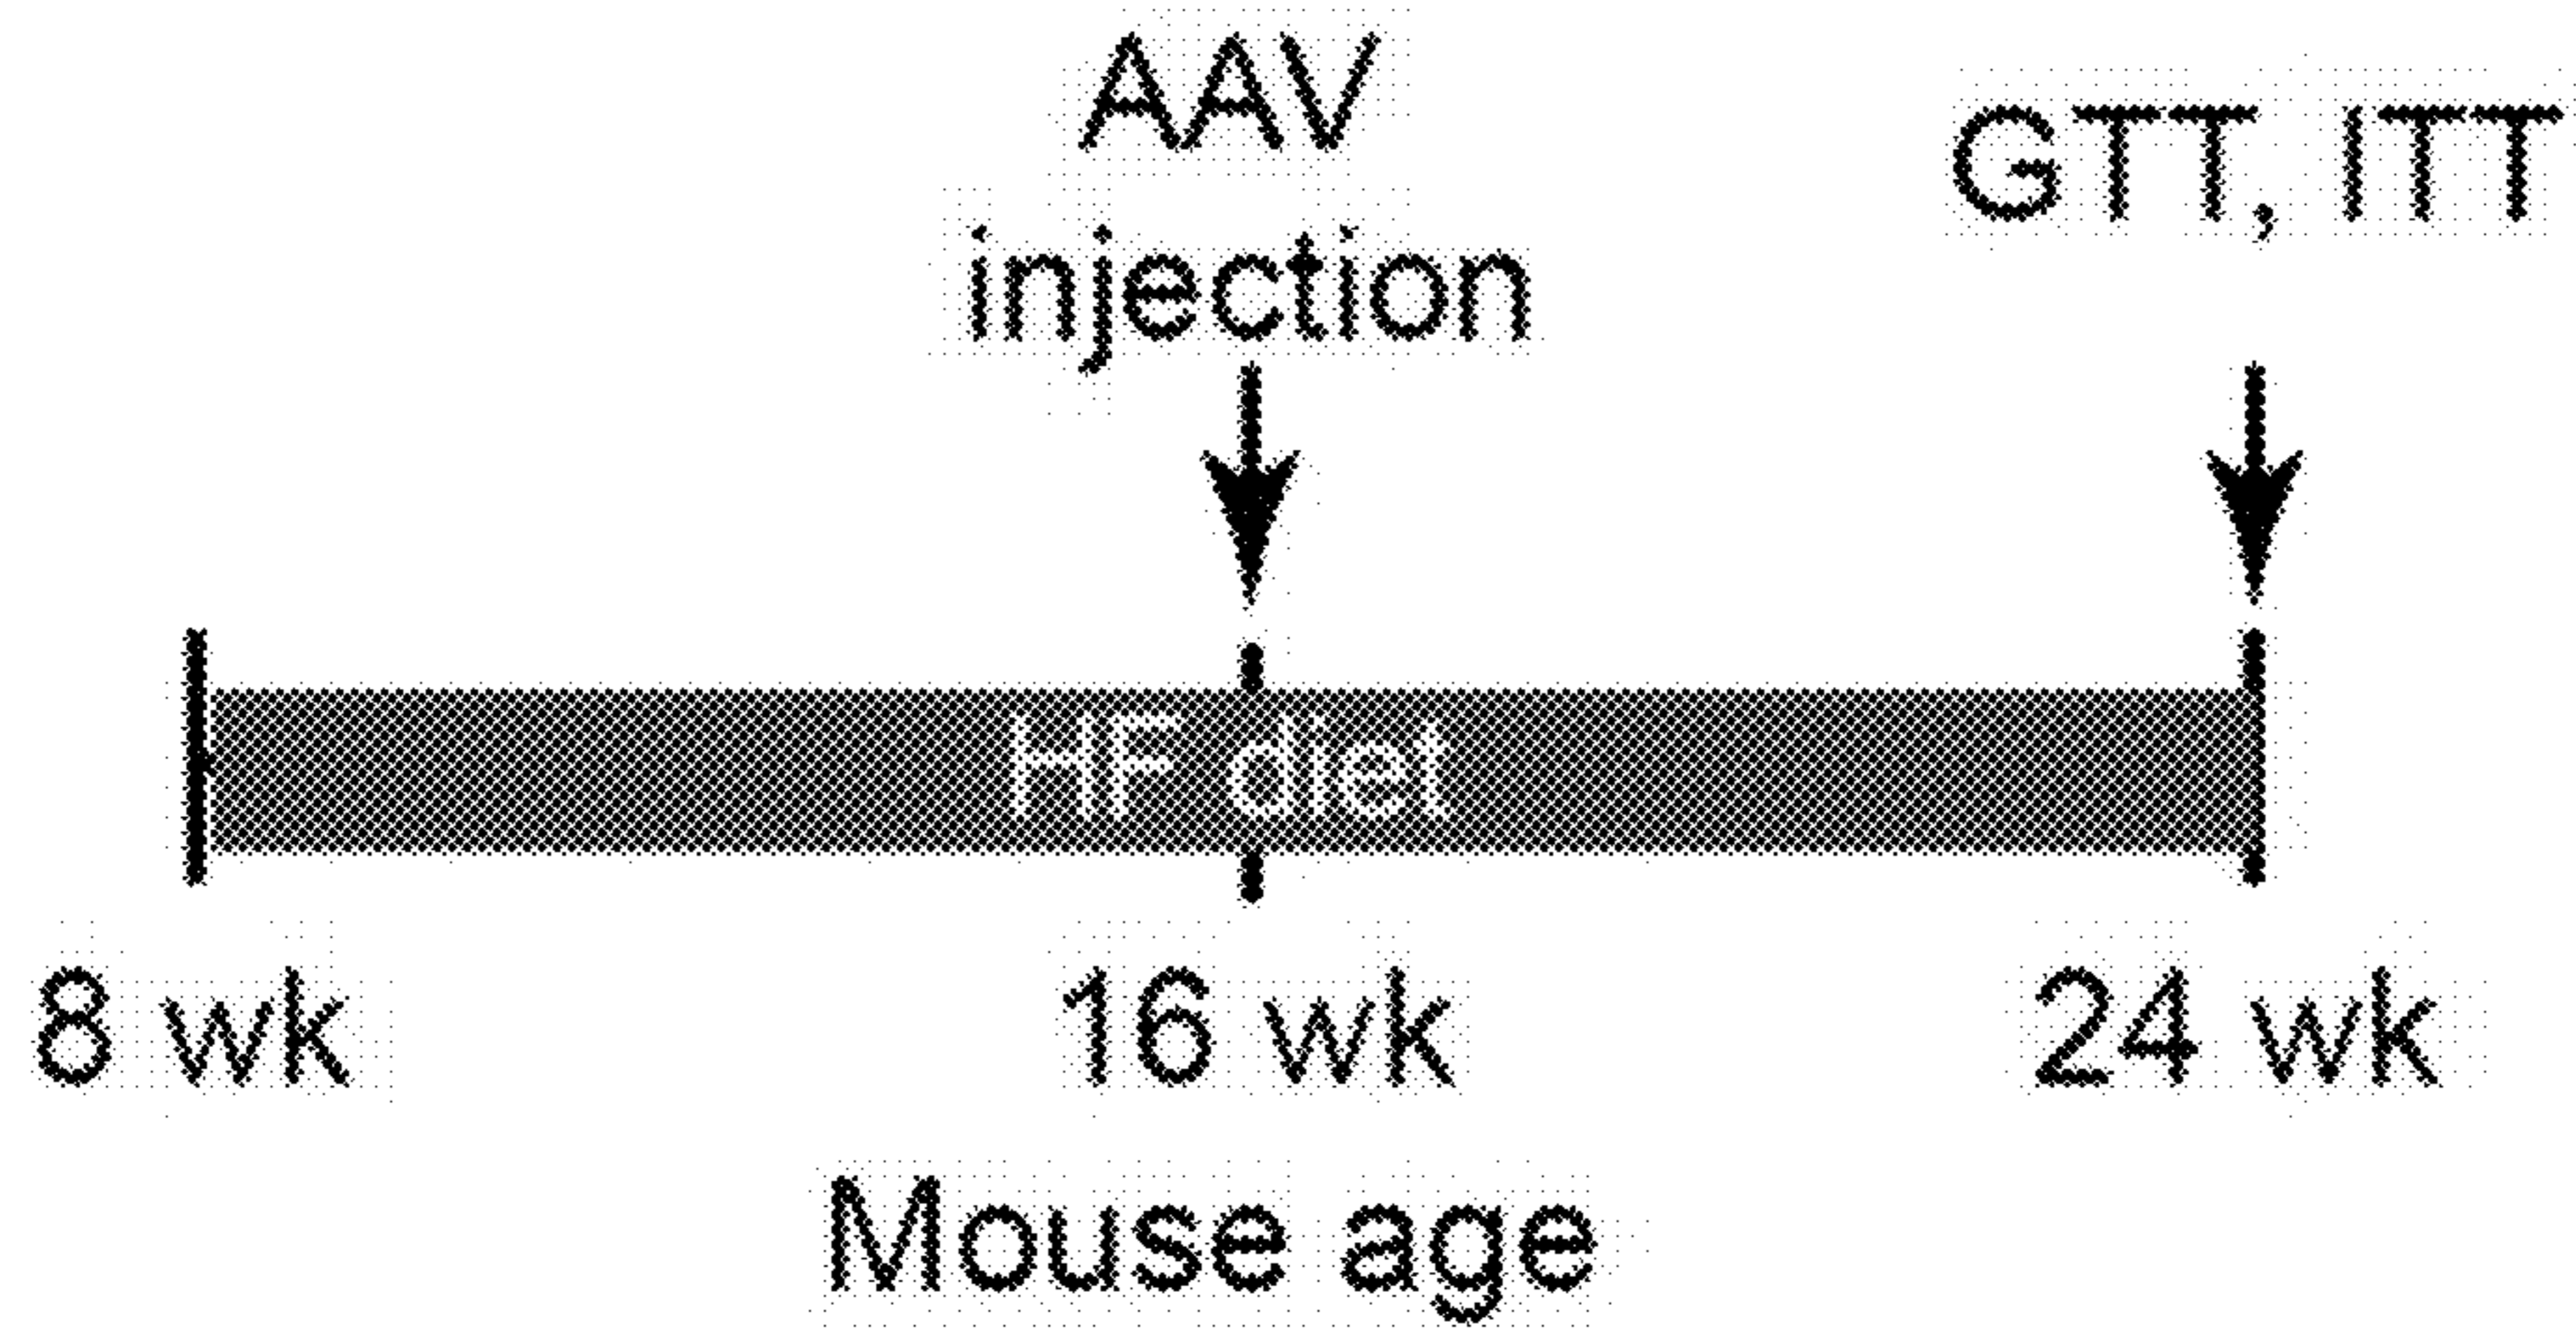 AAV
injection
GTT, ITT
HF diet
8 wk
16 wk
24 wk
Mouse age